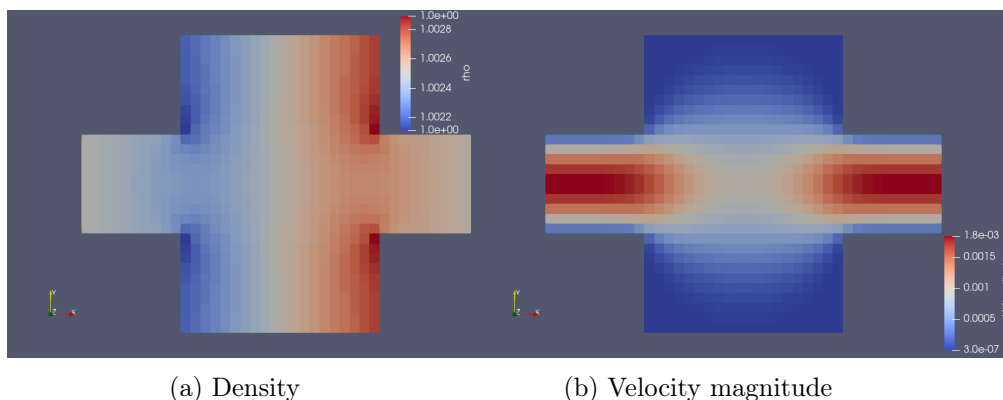 1.0e+00
1.0028
1.0026
1.0024
1.0022
1.0e+00
rho
Y
Z
X
Y
Z
X
1.8e-03
0.0015
0.001
0.0005
3.0e-07
(a) Density
(b) Velocity magnitude